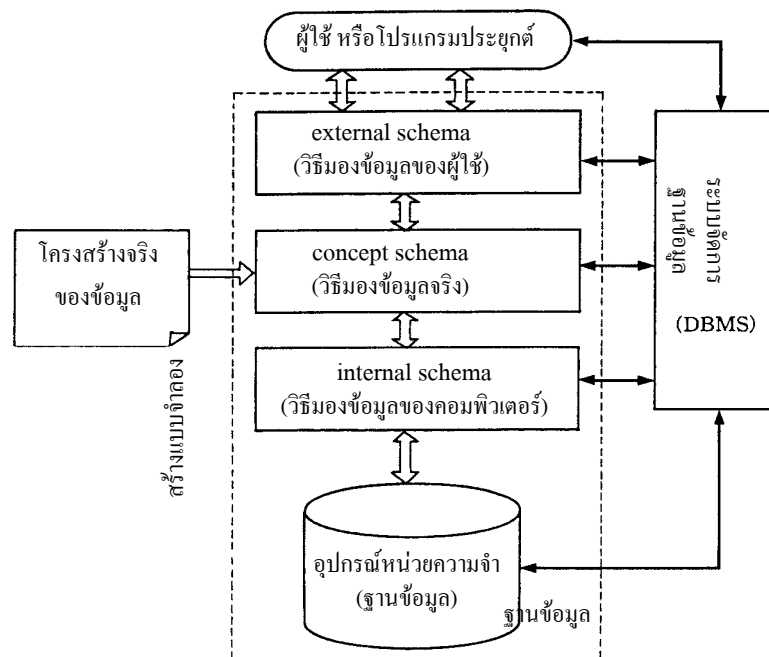 ผู้ใช้ หรือโปรแกรมประยุกต์
external schema
(วิธีมองข้อมูลของผู้ใช้)
โครงสร้างจริง
ของข้อมูล
concept schema
(วิธีมองข้อมูลจริง)
internal schema
(วิธีมองข้อมูลของคอมพิวเตอร์)
สร้างแบบจำลอง
อุปกรณ์หน่วยความจำ
(ฐานข้อมูล)
ฐานข้อมูล
ระบบจัดการ
ฐานข้อมูล
(DBMS)